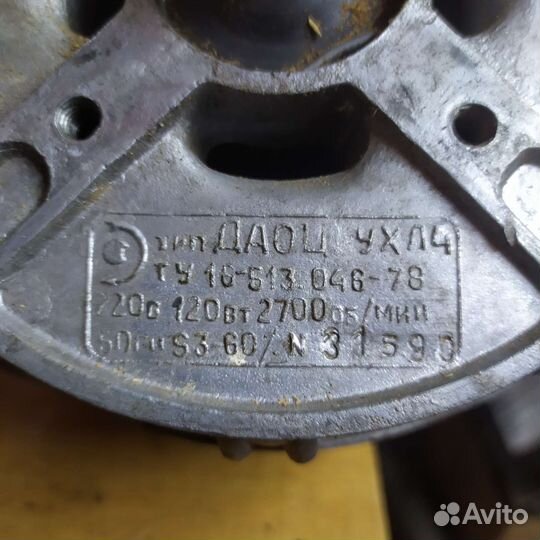 тип ДАОЦ УХЛ4
ТУ 16-513.046-78
220в 120Вт 2700об/мин
50гц S3-60% N 31590
Avito